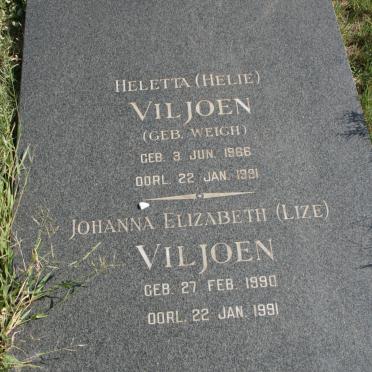 HELETTA (HELIE)
VILJOEN
(GEB. WEIGH)
GEB. 3 JUN. 1966
OORL. 22 JAN. 1991
JOHANNA ELIZABETH (LIZE)
VILJOEN
GEB. 27 FEB. 1990
OORL. 22 JAN. 1991